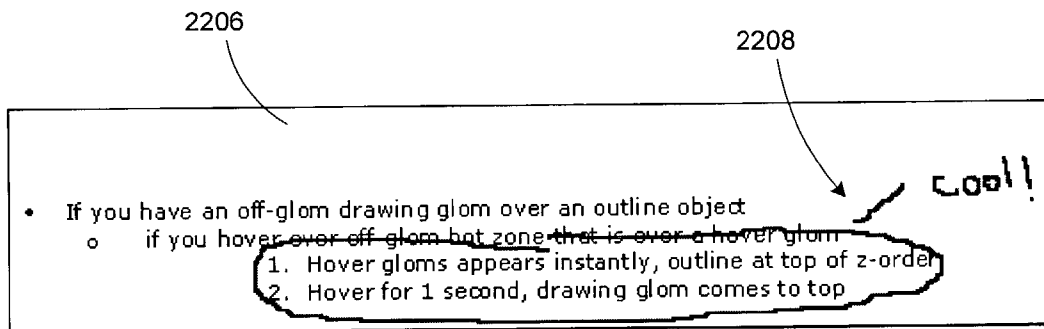 2206
2208
cool!
• If you have an off-glom drawing glom over an outline object
o if you hover over off glom hot zone that is over a hover glom
1. Hover gloms appears instantly, outline at top of z-order
2. Hover for 1 second, drawing glom comes to top